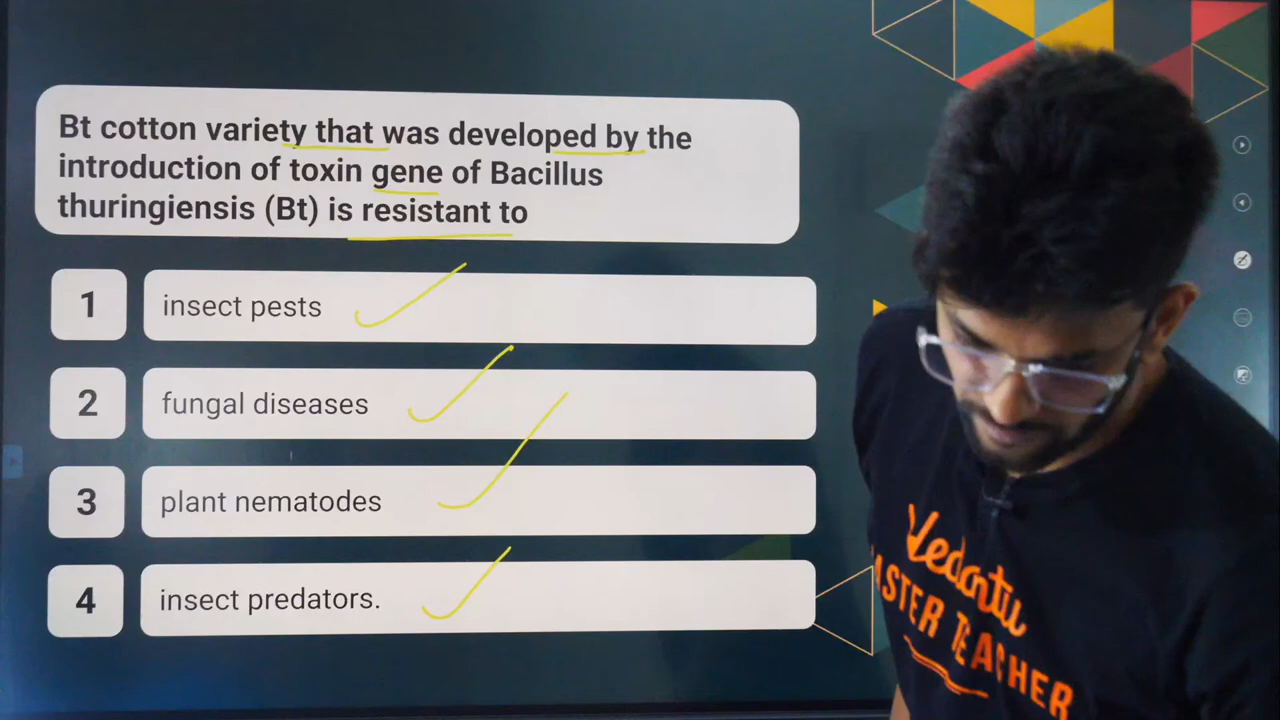 Bt cotton variety that was developed by the
introduction of toxin gene of Bacillus
thuringiensis (Bt) is resistant to
1 insect pests
2 fungal diseases
3 plant nematodes
4 insect predators.
Vedantu
MASTER TEACHER